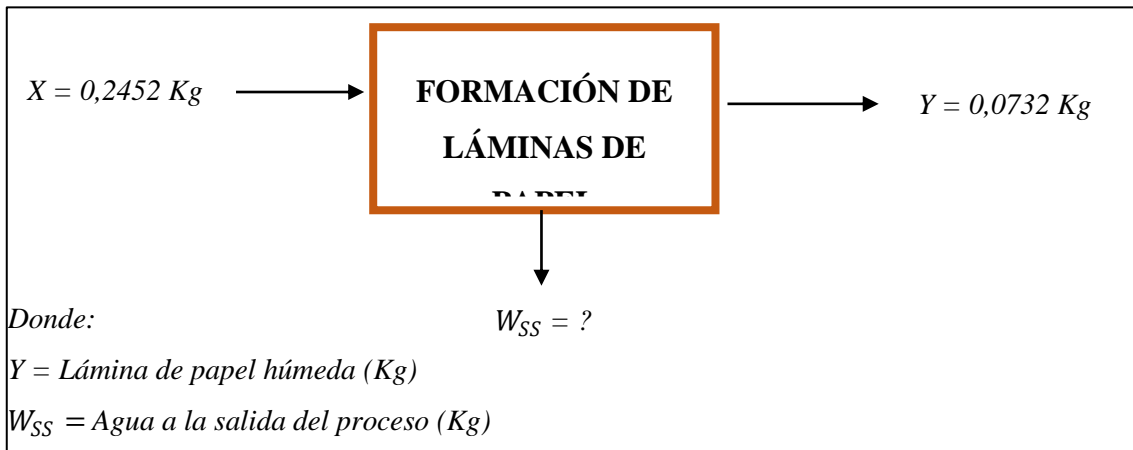 X = 0,2452 Kg
FORMACIÓN DE
LÁMINAS DE
Y = 0,0732 Kg
W_SS = ?
Donde:
Y = Lámina de papel húmeda (Kg)
W_SS = Agua a la salida del proceso (Kg)